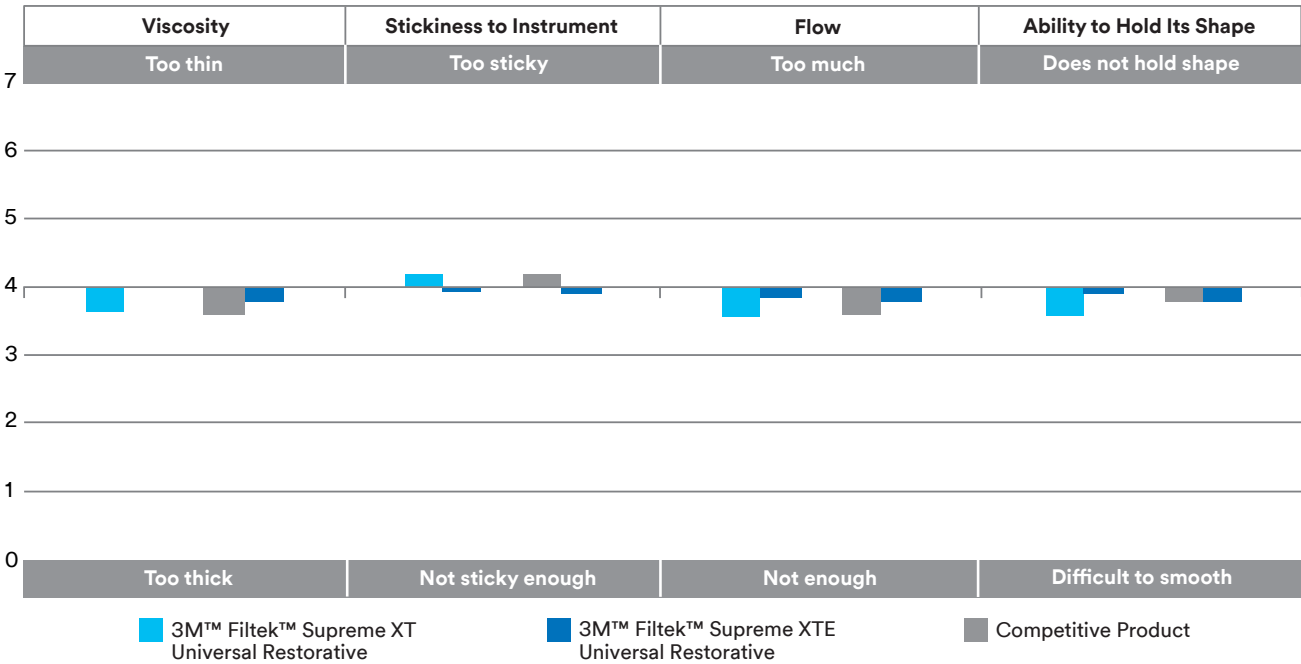 Viscosity
Stickiness to Instrument
Flow
Ability to Hold Its Shape
Too thin
Too sticky
Too much
Does not hold shape
7
6
5
4
3
2
1
0
Too thick
Not sticky enough
Not enough
Difficult to smooth
3M™ Filtek™ Supreme XT
Universal Restorative
3M™ Filtek™ Supreme XTE
Universal Restorative
Competitive Product